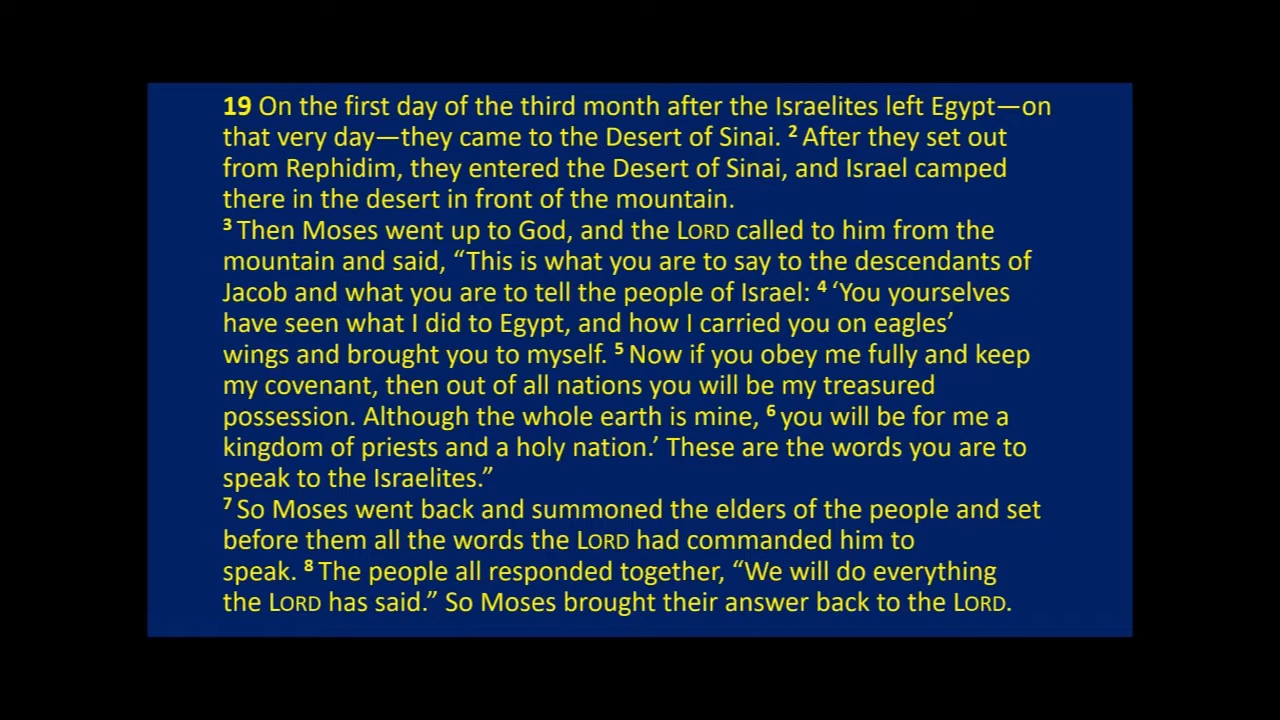 19 On the first day of the third month after the Israelites left Egypt—on
that very day—they came to the Desert of Sinai. 2 After they set out
from Rephidim, they entered the Desert of Sinai, and Israel camped
there in the desert in front of the mountain.
3 Then Moses went up to God, and the LORD called to him from the
mountain and said, “This is what you are to say to the descendants of
Jacob and what you are to tell the people of Israel: 4 ‘You yourselves
have seen what I did to Egypt, and how I carried you on eagles’
wings and brought you to myself. 5 Now if you obey me fully and keep
my covenant, then out of all nations you will be my treasured
possession. Although the whole earth is mine, 6 you will be for me a
kingdom of priests and a holy nation.’ These are the words you are to
speak to the Israelites.”
7 So Moses went back and summoned the elders of the people and set
before them all the words the LORD had commanded him to
speak. 8 The people all responded together, “We will do everything
the LORD has said.” So Moses brought their answer back to the LORD.